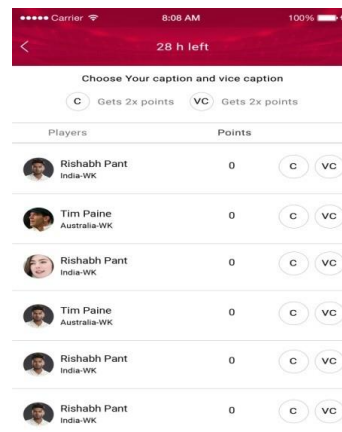 Carrier 8:08 AM 100%
28 h left
Choose Your caption and vice caption
C Gets 2x points VC Gets 2x points
Players Points
Rishabh Pant 0 C VC
India-WK
Tim Paine 0 C VC
Australia-WK
Rishabh Pant 0 C VC
India-WK
Tim Paine 0 C VC
Australia-WK
Rishabh Pant 0 C VC
India-WK
Rishabh Pant 0 C VC
India-WK